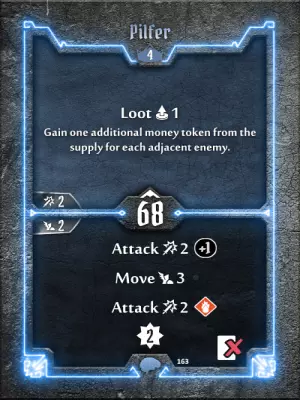 Pilfer
4
Loot 1
Gain one additional money token from the
supply for each adjacent enemy.
2
68
2
Attack 2 +1
Move 3
Attack 2
2
163